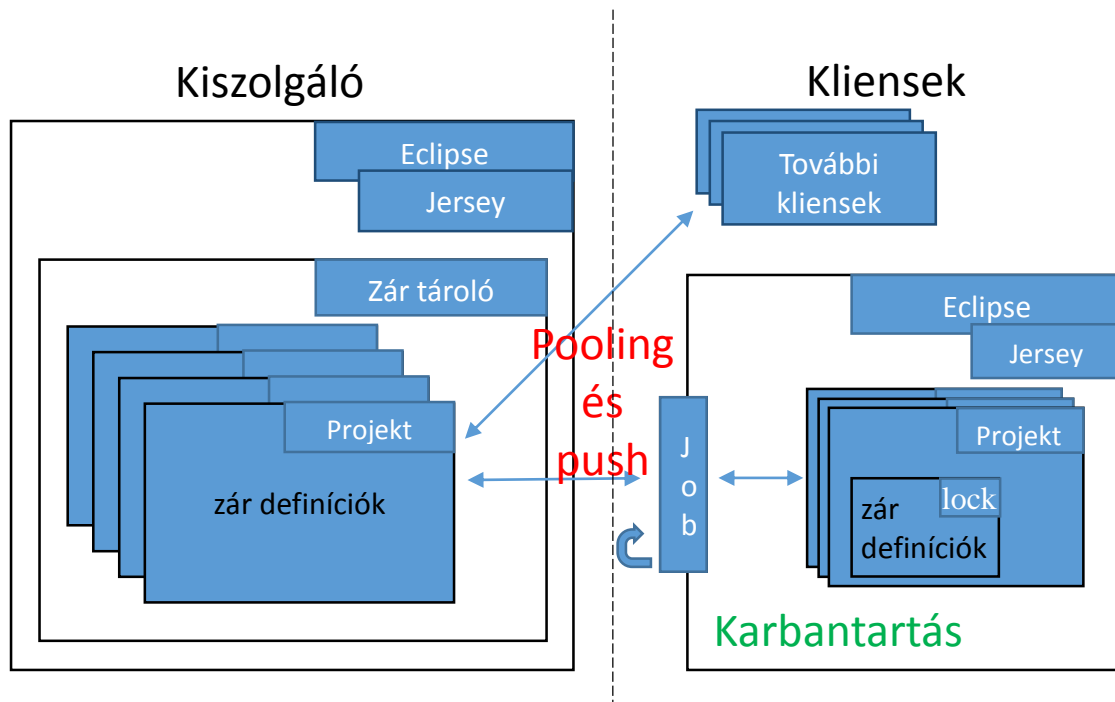 Kiszolgáló
Eclipse
Jersey
Zár tároló
Projekt
zár definíciók
Pooling
és
push
Kliensek
További
kliensek
Eclipse
Jersey
J
o
b
Projekt
lock
zár
definíciók
Karbantartás